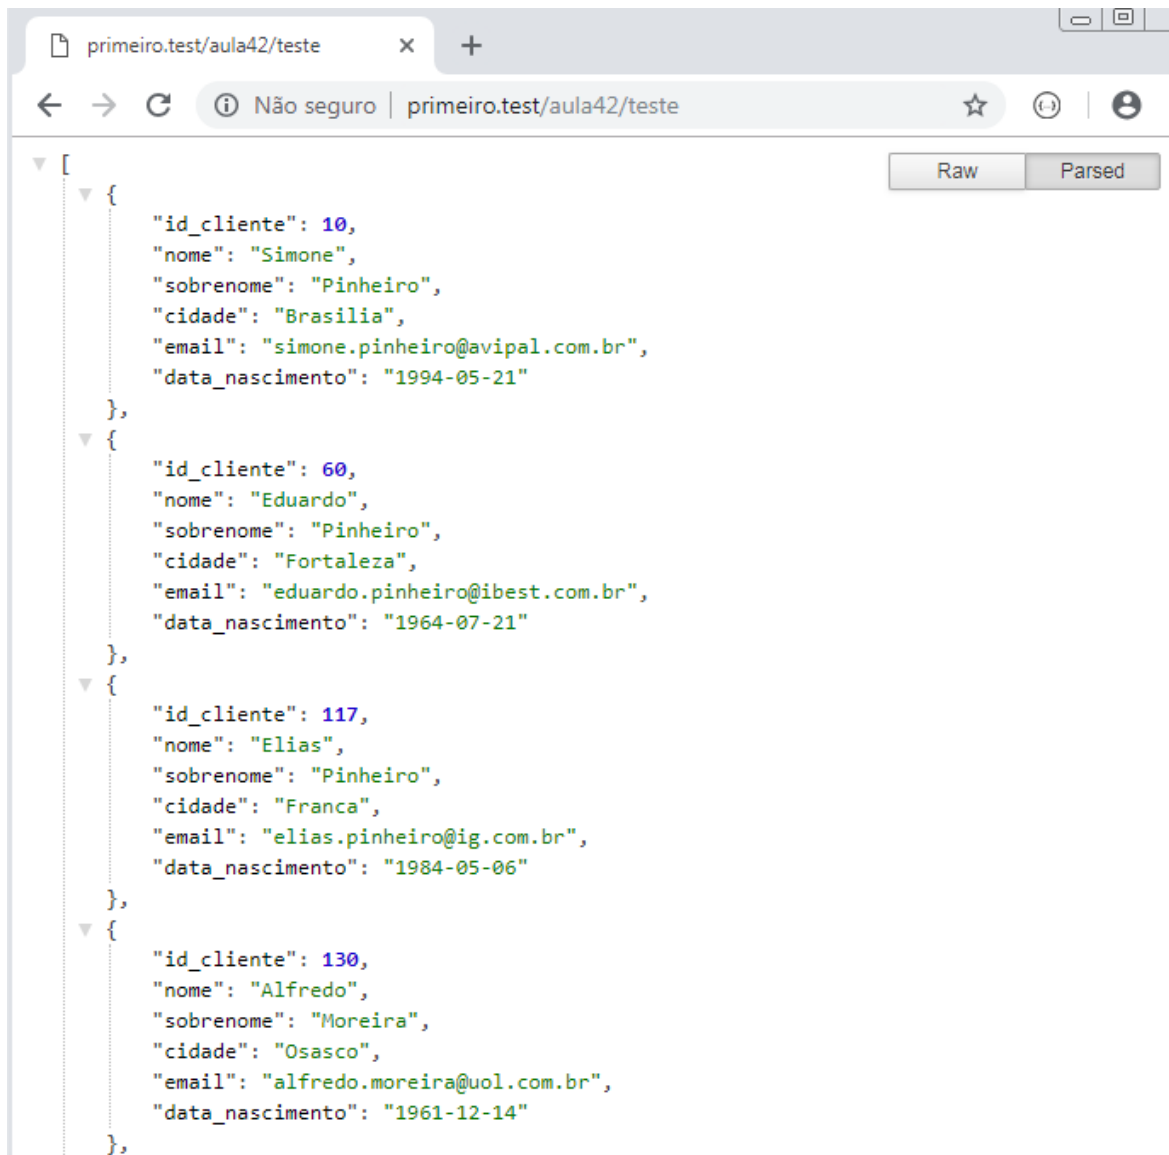 primeiro.test/aula42/teste
Não seguro | primeiro.test/aula42/teste
Raw Parsed
[
{
"id_cliente": 10,
"nome": "Simone",
"sobrenome": "Pinheiro",
"cidade": "Brasilia",
"email": "simone.pinheiro@avipal.com.br",
"data_nascimento": "1994-05-21"
},
{
"id_cliente": 60,
"nome": "Eduardo",
"sobrenome": "Pinheiro",
"cidade": "Fortaleza",
"email": "eduardo.pinheiro@ibest.com.br",
"data_nascimento": "1964-07-21"
},
{
"id_cliente": 117,
"nome": "Elias",
"sobrenome": "Pinheiro",
"cidade": "Franca",
"email": "elias.pinheiro@ig.com.br",
"data_nascimento": "1984-05-06"
},
{
"id_cliente": 130,
"nome": "Alfredo",
"sobrenome": "Moreira",
"cidade": "Osasco",
"email": "alfredo.moreira@uol.com.br",
"data_nascimento": "1961-12-14"
},